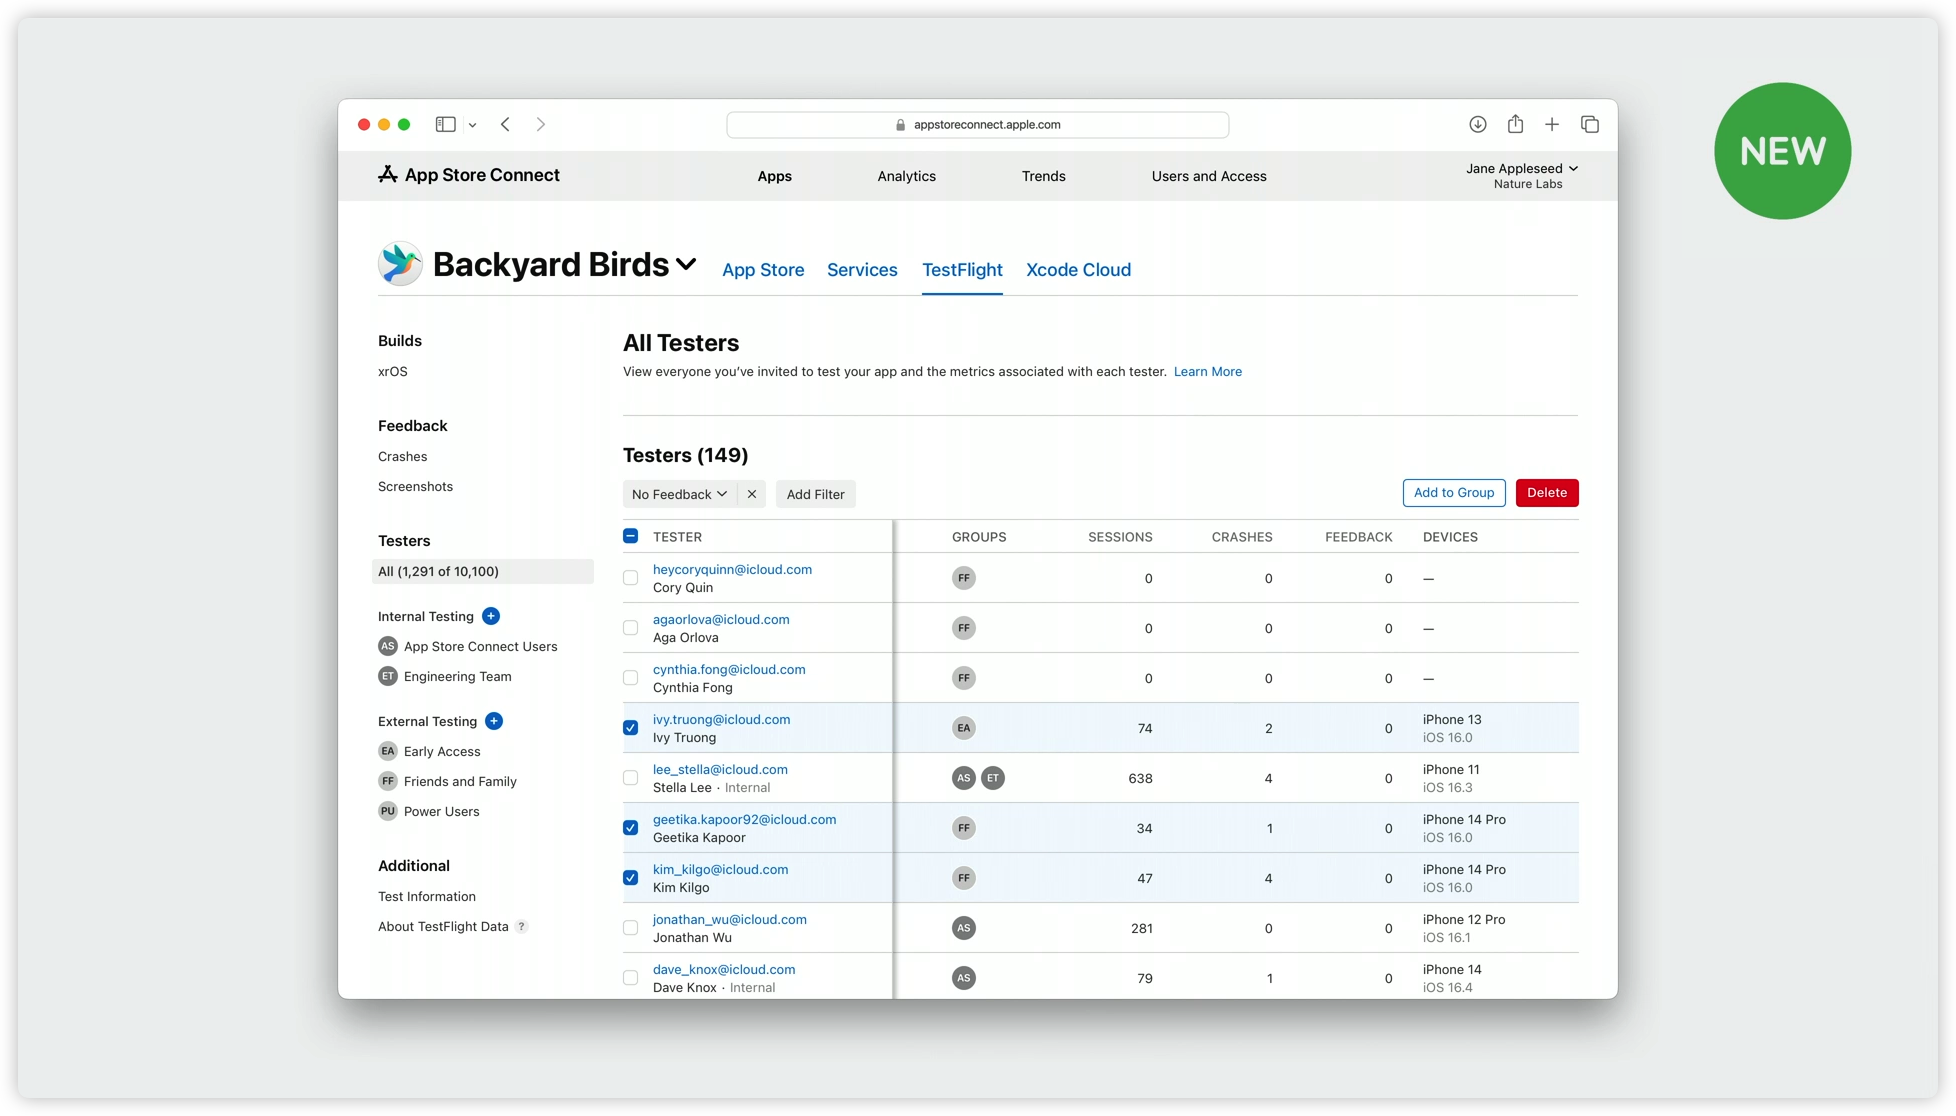 appstoreconnect.apple.com
NEW
App Store Connect
Apps
Analytics
Trends
Users and Access
Jane Appleseed
Nature Labs
Backyard Birds
App Store
Services
TestFlight
Xcode Cloud
Builds
xrOS
Feedback
Crashes
Screenshots
Testers
All (1,291 of 10,100)
Internal Testing +
AS App Store Connect Users
ET Engineering Team
External Testing +
EA Early Access
FF Friends and Family
PU Power Users
Additional
Test Information
About TestFlight Data ?
All Testers
View everyone you’ve invited to test your app and the metrics associated with each tester. Learn More
Testers (149)
No Feedback
Add Filter
Add to Group
Delete
TESTER GROUPS SESSIONS CRASHES FEEDBACK DEVICES
heycoryquinn@icloud.com
Cory Quin
FF 0 0 0 —
agaorlova@icloud.com
Aga Orlova
FF 0 0 0 —
cynthia.fong@icloud.com
Cynthia Fong
FF 0 0 0 —
ivy.truong@icloud.com
Ivy Truong
EA 74 2 0
iPhone 13
iOS 16.0
lee_stella@icloud.com
Stella Lee · Internal
AS ET 638 4 0
iPhone 11
iOS 16.3
geetika.kapoor92@icloud.com
Geetika Kapoor
FF 34 1 0
iPhone 14 Pro
iOS 16.0
kim_kilgo@icloud.com
Kim Kilgo
FF 47 4 0
iPhone 14 Pro
iOS 16.0
jonathan_wu@icloud.com
Jonathan Wu
AS 281 0 0
iPhone 12 Pro
iOS 16.1
dave_knox@icloud.com
Dave Knox · Internal
AS 79 1 0
iPhone 14
iOS 16.4